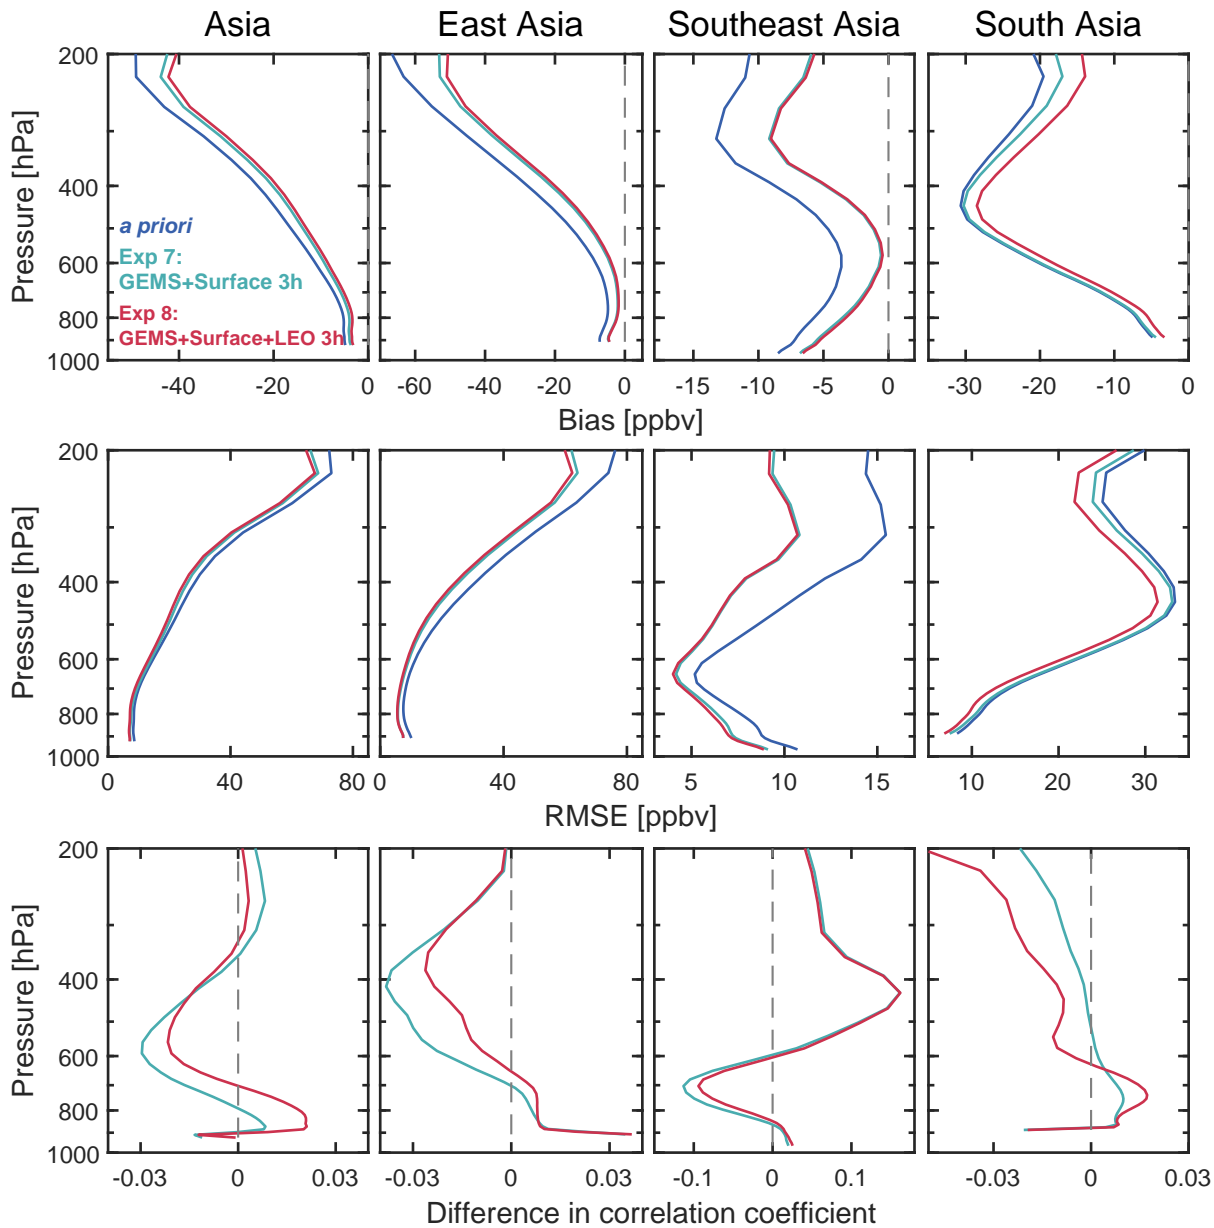 Asia
East Asia
Southeast Asia
South Asia
Pressure [hPa]
200
400
600
800
1000
a priori
Exp 7:
GEMS+Surface 3h
Exp 8:
GEMS+Surface+LEO 3h
-40 -20 0
-60 -40 -20 0
-15 -10 -5 0
-30 -20 -10 0
Bias [ppbv]
Pressure [hPa]
200
400
600
800
1000
0 40 80
0 40 80
5 10 15
10 20 30
RMSE [ppbv]
Pressure [hPa]
200
400
600
800
1000
-0.03 0 0.03
-0.03 0 0.03
-0.1 0 0.1
-0.03 0 0.03
Difference in correlation coefficient